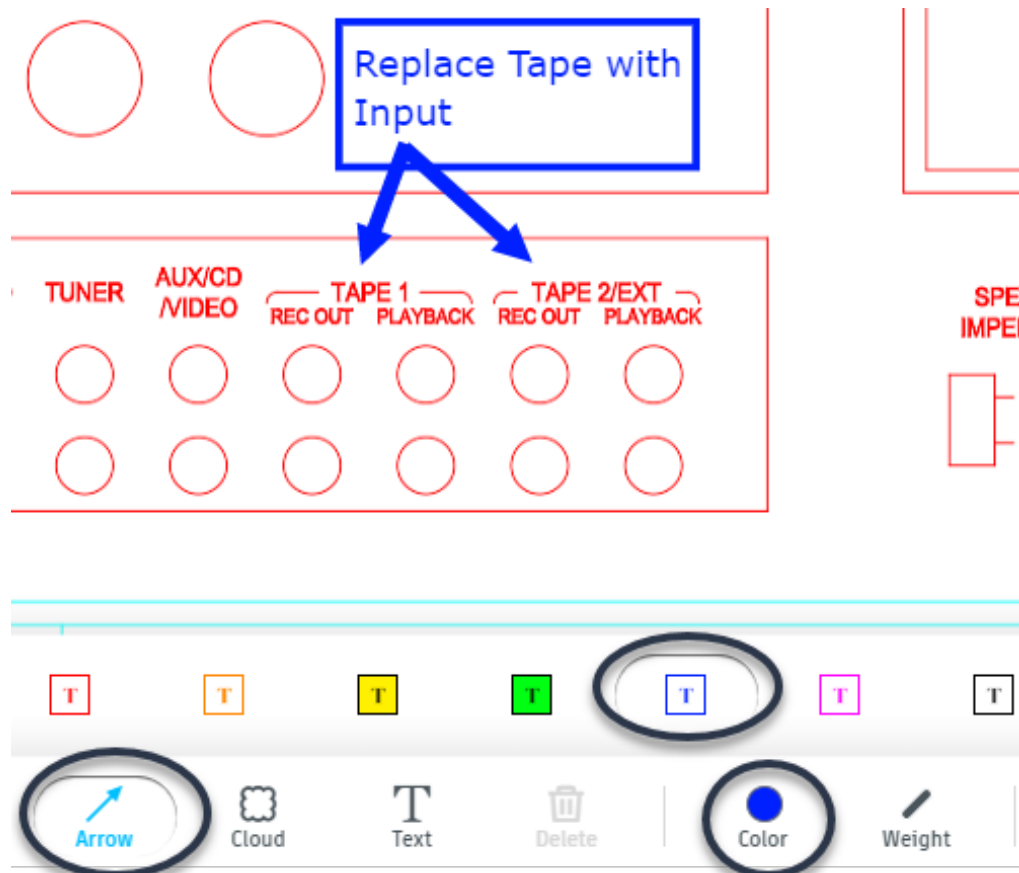 Replace Tape with
Input
TUNER
AUX/CD
/VIDEO
TAPE 1
REC OUT PLAYBACK
TAPE 2/EXT
REC OUT PLAYBACK
SPE
IMPE
T T T T T T T
Arrow Cloud Text Delete Color Weight